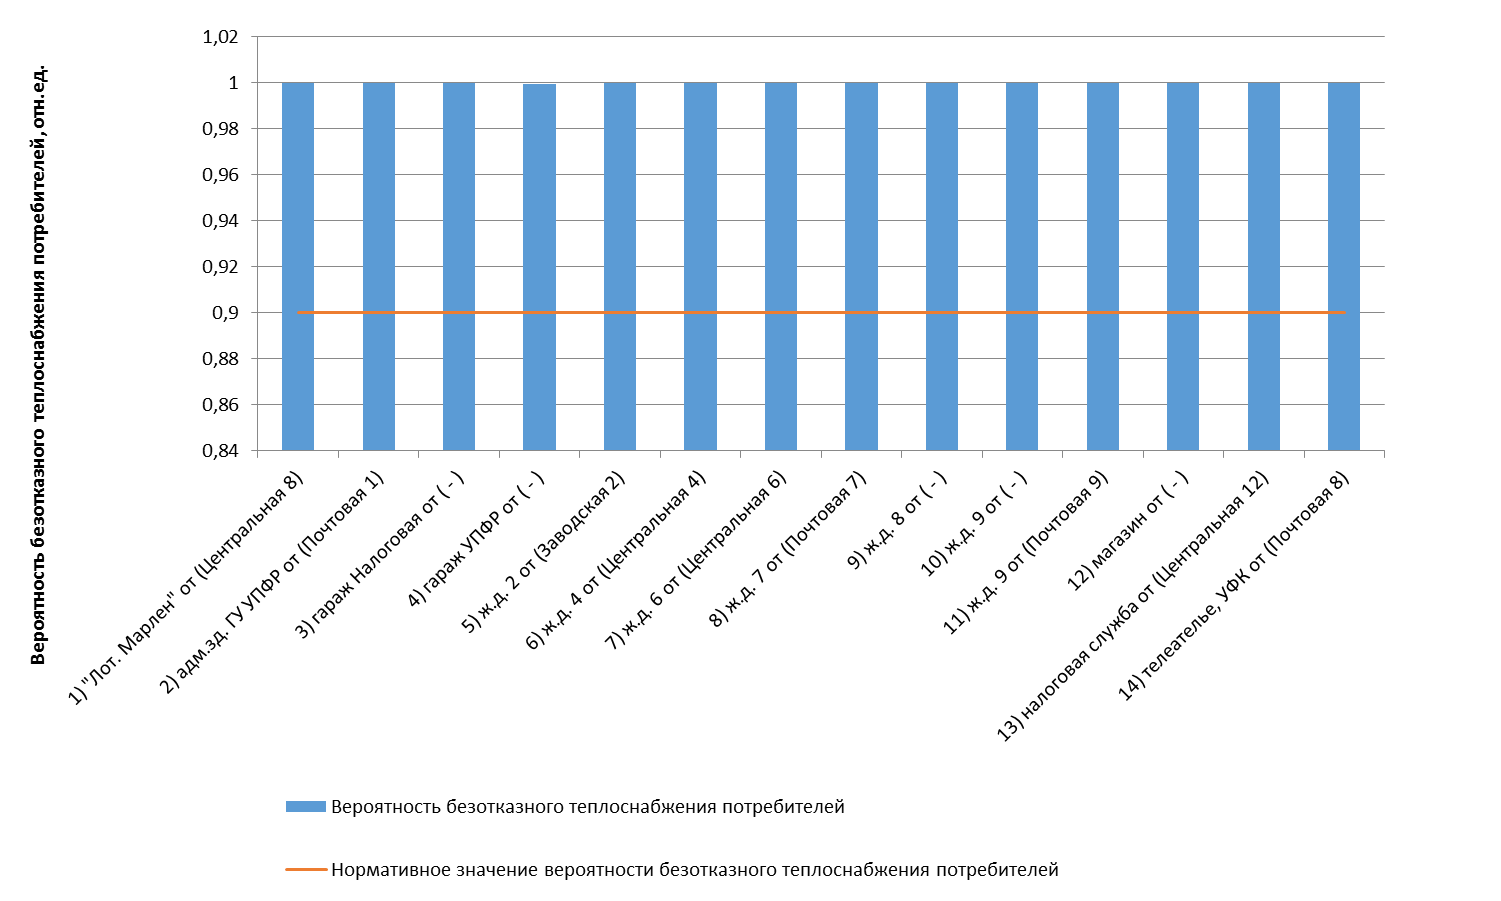 Вероятность безотказного теплоснабжения потребителей, отн.ед.
1,02
1
0,98
0,96
0,94
0,92
0,9
0,88
0,86
0,84
1) "Лот. Марлен" от (Центральная 8)
2) адм.зд. ГУ УПФР от (Почтовая 1)
3) гараж Налоговая от ( - )
4) гараж УПФР от ( - )
5) ж.д. 2 от (Заводская 2)
6) ж.д. 4 от (Центральная 4)
7) ж.д. 6 от (Центральная 6)
8) ж.д. 7 от (Почтовая 7)
9) ж.д. 8 от ( - )
10) ж.д. 9 от ( - )
11) ж.д. 9 от (Почтовая 9)
12) магазин от ( - )
13) налоговая служба от (Центральная 12)
14) телеателье, УФК от (Почтовая 8)
Вероятность безотказного теплоснабжения потребителей
Нормативное значение вероятности безотказного теплоснабжения потребителей